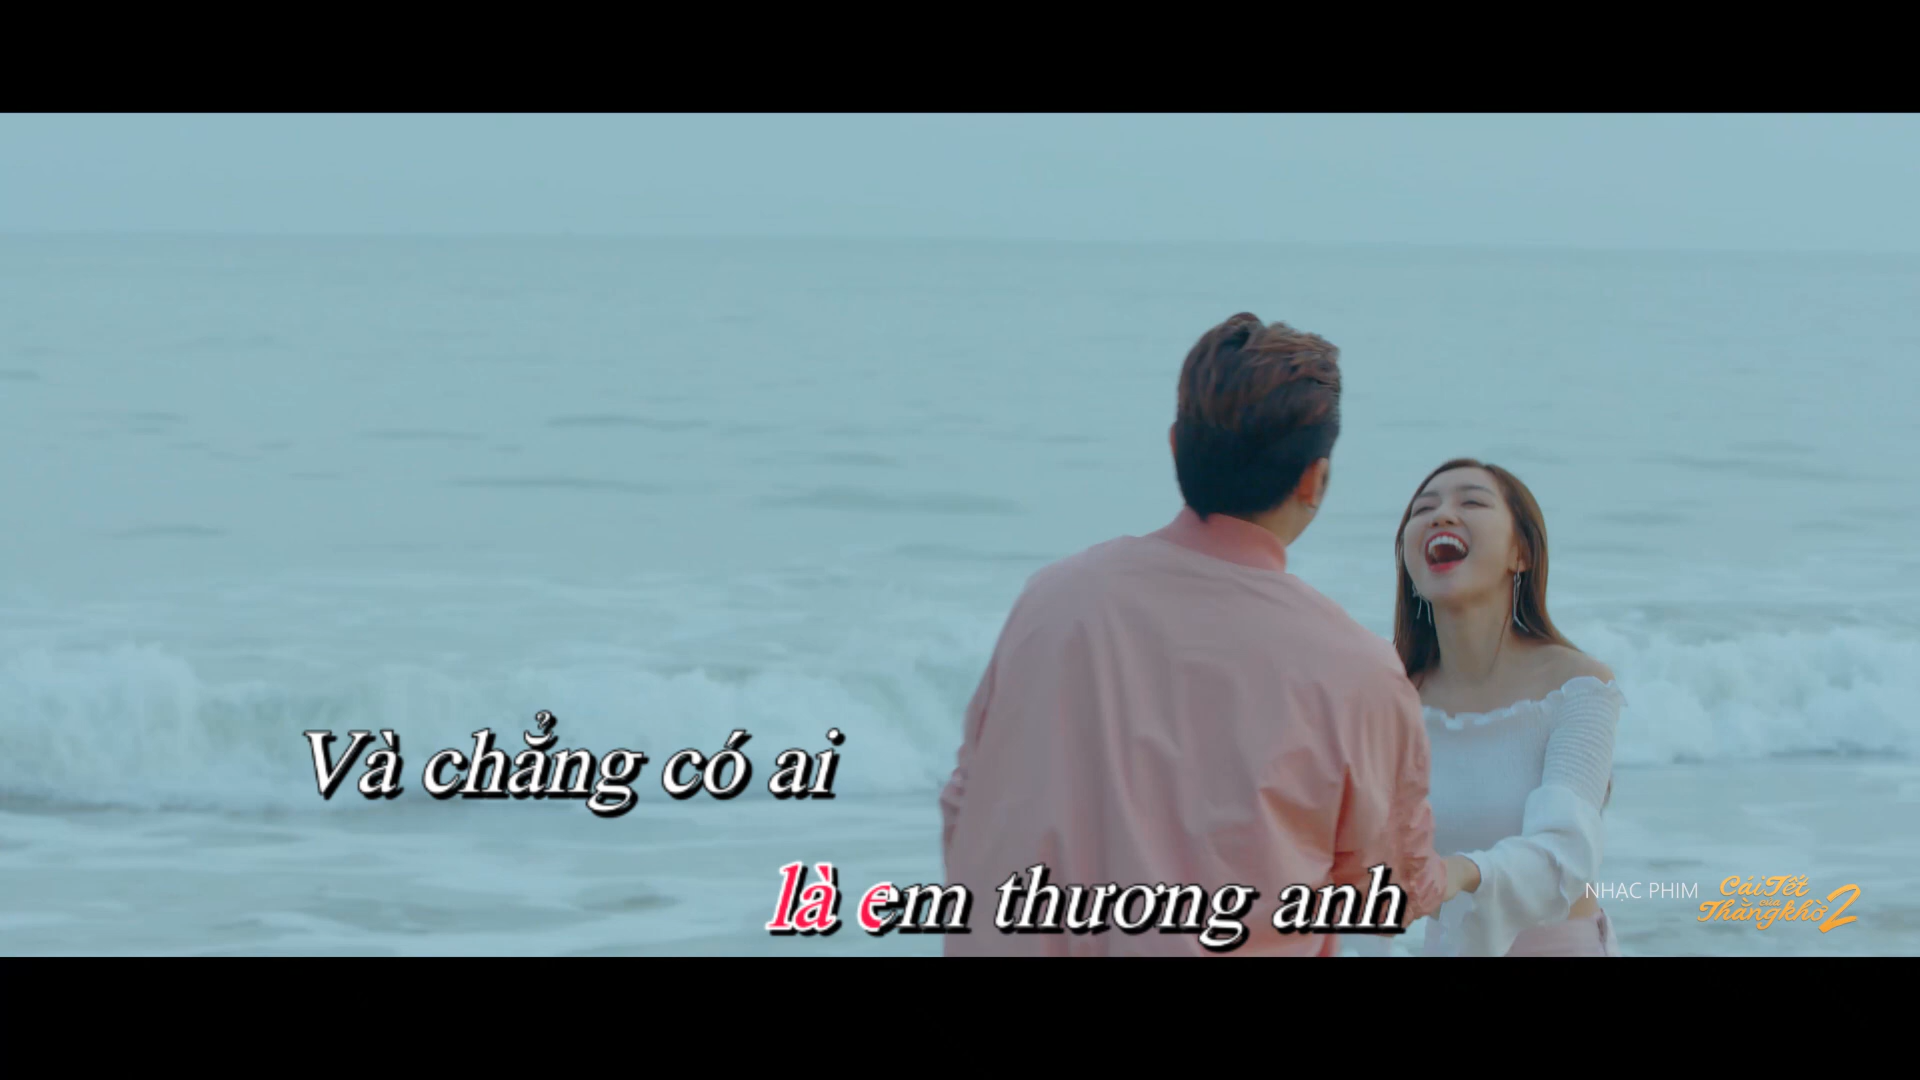 Và chẳng có ai
là em thương anh
NHẠC PHIM Cái Tết của Thằng khờ 2